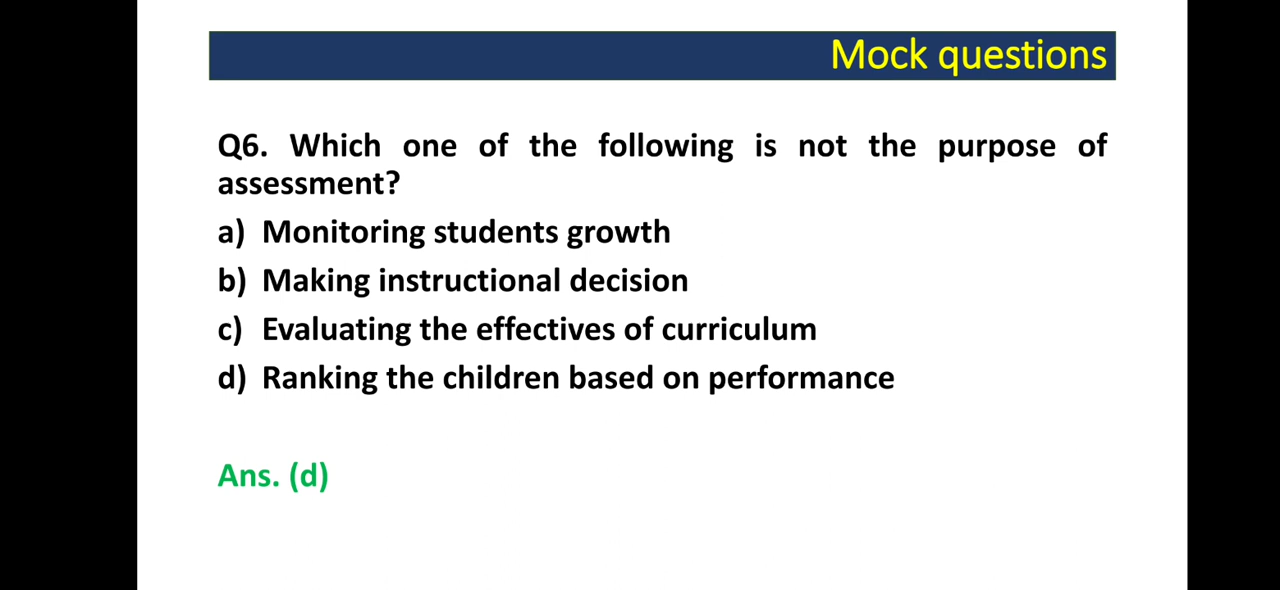 Mock questions
Q6. Which one of the following is not the purpose of
assessment?
a) Monitoring students growth
b) Making instructional decision
c) Evaluating the effectives of curriculum
d) Ranking the children based on performance
Ans. (d)